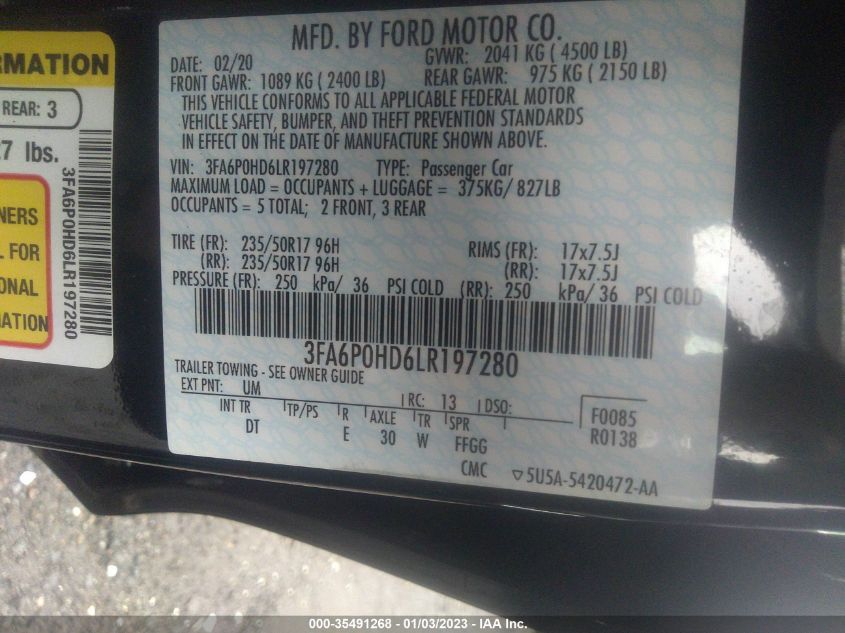 RMATION
REAR: 3
27 lbs.
NERS
L FOR
ONAL
MATION
3FA6P0HD6LR197280
MFD. BY FORD MOTOR CO.
DATE: 02/20 GVWR: 2041 KG ( 4500 LB)
FRONT GAWR: 1089 KG ( 2400 LB) REAR GAWR: 975 KG ( 2150 LB)
THIS VEHICLE CONFORMS TO ALL APPLICABLE FEDERAL MOTOR
VEHICLE SAFETY, BUMPER, AND THEFT PREVENTION STANDARDS
IN EFFECT ON THE DATE OF MANUFACTURE SHOWN ABOVE.
VIN: 3FA6P0HD6LR197280 TYPE: Passenger Car
MAXIMUM LOAD = OCCUPANTS + LUGGAGE = 375KG/ 827LB
OCCUPANTS = 5 TOTAL; 2 FRONT, 3 REAR
TIRE (FR): 235/50R17 96H RIMS (FR): 17x7.5J
(RR): 235/50R17 96H (RR): 17x7.5J
PRESSURE (FR): 250 kPa/ 36 PSI COLD (RR): 250 kPa/ 36 PSI COLD
3FA6P0HD6LR197280
TRAILER TOWING - SEE OWNER GUIDE
EXT PNT: UM RC: 13 DSO:
INT TR TP/PS R AXLE TR SPR F0085
DT E 30 W FFGG R0138
CMC 5U5A-5420472-AA
000-35491268 - 01/03/2023 - IAA Inc.